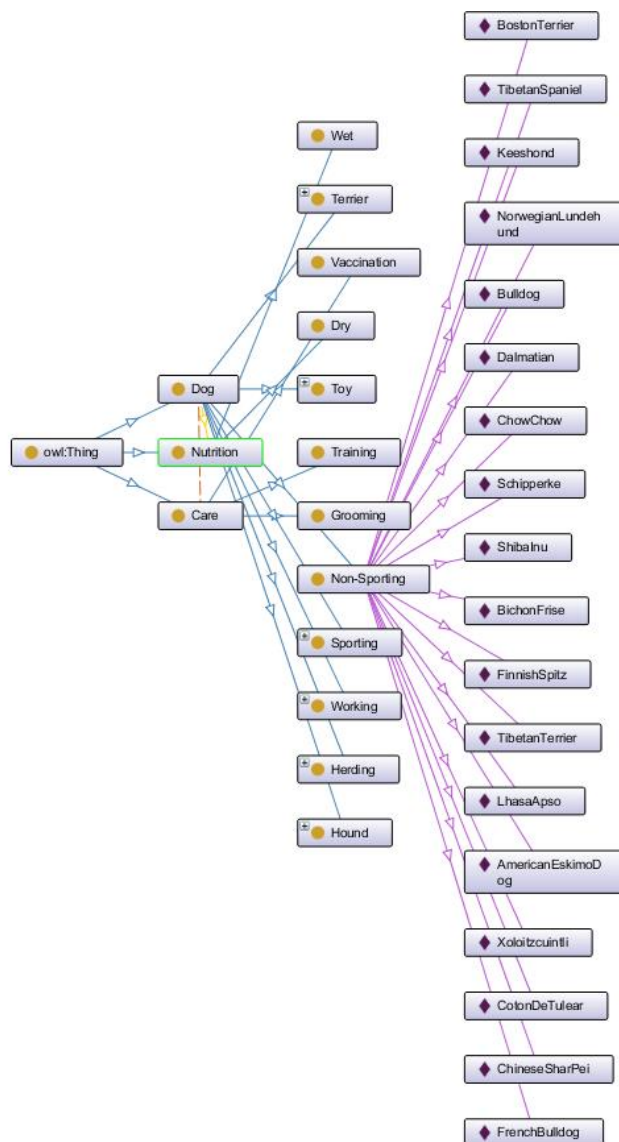 owl:Thing
Dog
Nutrition
Care
Wet
Terrier
Vaccination
Dry
Toy
Training
Grooming
Non-Sporting
Sporting
Working
Herding
Hound
BostonTerrier
TibetanSpaniel
Keeshond
NorwegianLundeh
und
Bulldog
Dalmatian
ChowChow
Schipperke
ShibaInu
BichonFrise
FinnishSpitz
TibetanTerrier
LhasaApso
AmericanEskimoD
og
Xoloitzcuintli
CotonDeTulear
ChineseSharPei
FrenchBulldog